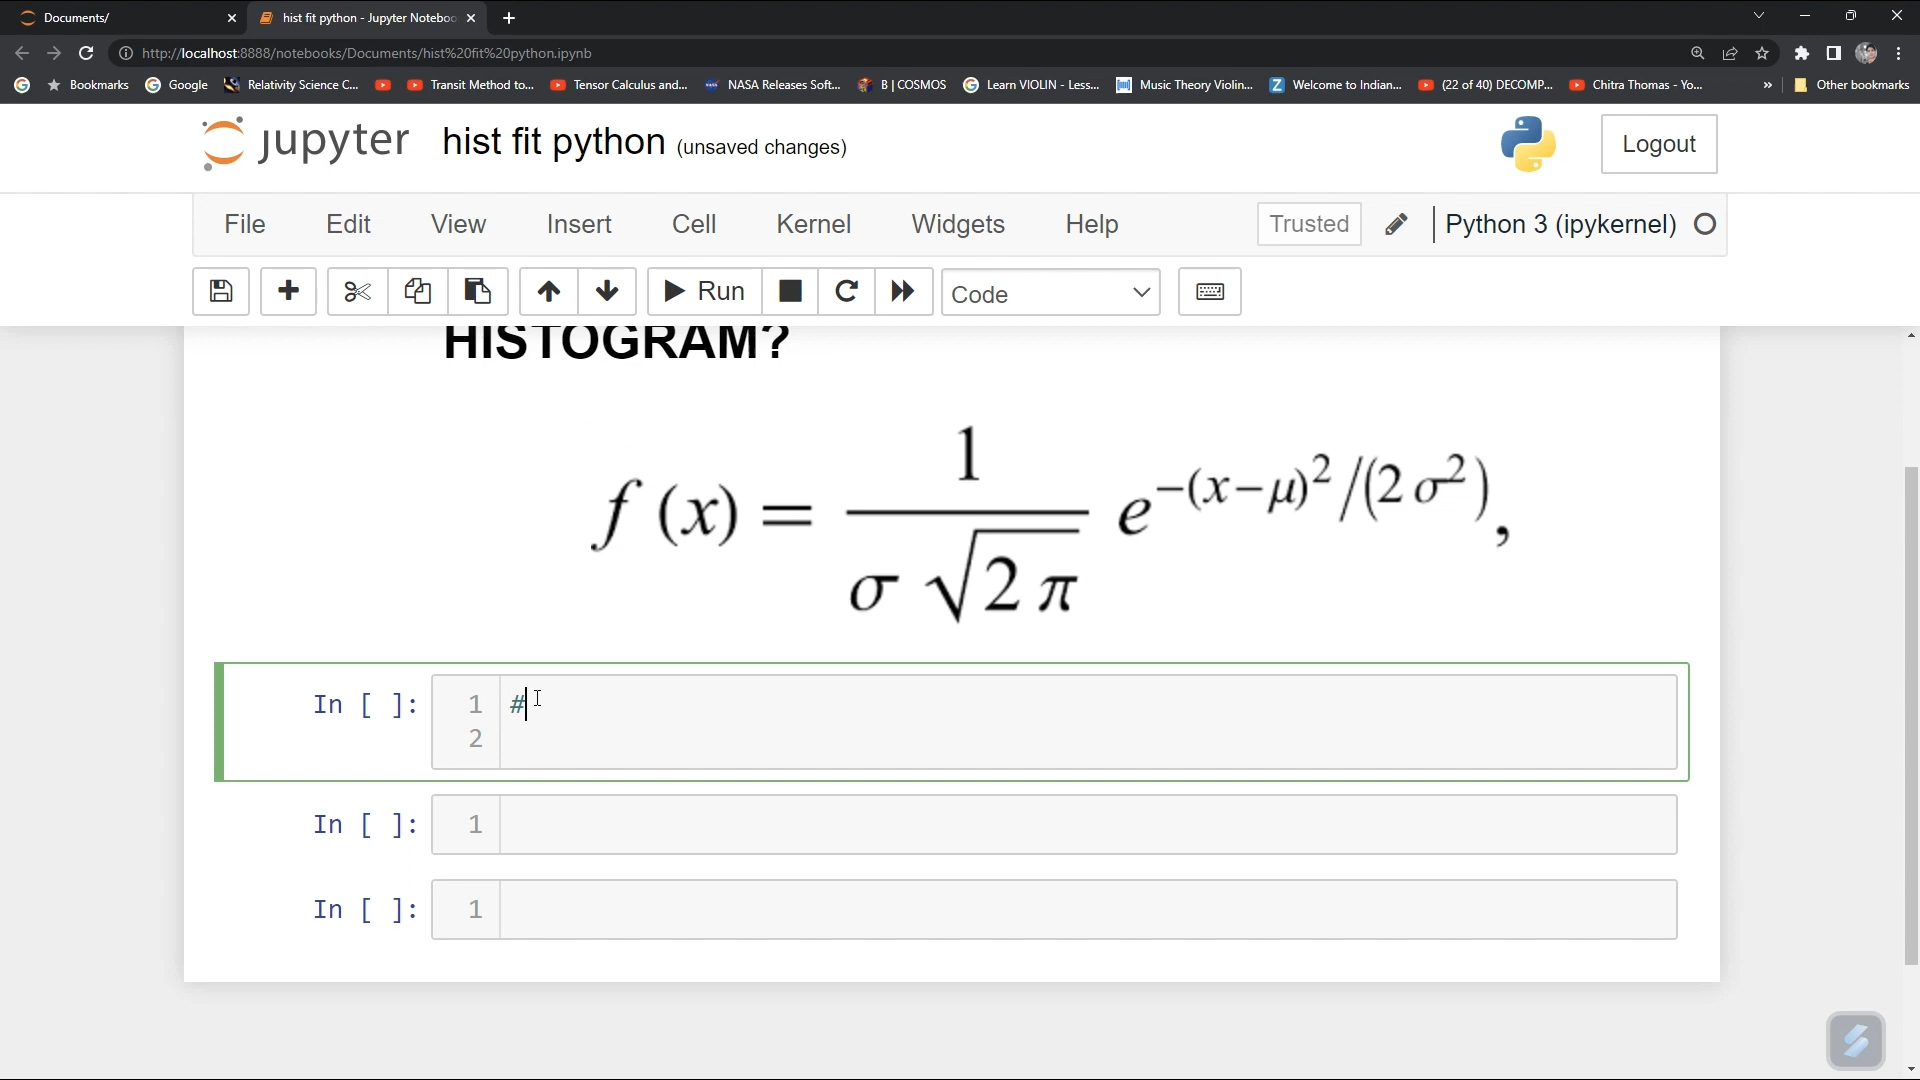 Documents/
hist fit python - Jupyter Noteboo
http://localhost:8888/notebooks/Documents/hist%20fit%20python.ipynb
Bookmarks Google Relativity Science C... Transit Method to... Tensor Calculus and... NASA Releases Soft... B | COSMOS Learn VIOLIN - Less... Music Theory Violin... Welcome to Indian... (22 of 40) DECOMP... Chitra Thomas - Yo... » Other bookmarks
jupyter hist fit python (unsaved changes) Logout
File Edit View Insert Cell Kernel Widgets Help Trusted Python 3 (ipykernel)
Run Code
HISTOGRAM?
f (x) = 1 / (σ √(2 π)) e^(−(x−μ)²/(2 σ²)),
In [ ]: 1 #
2
In [ ]: 1
In [ ]: 1